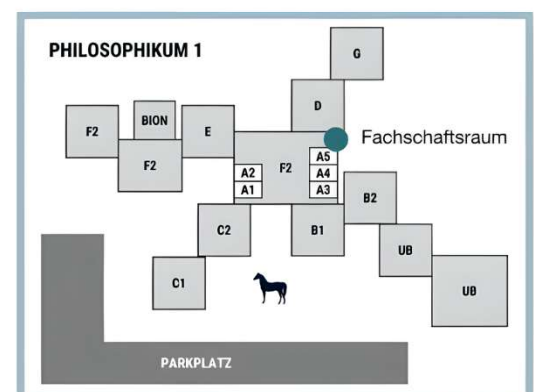 PHILOSOPHIKUM 1
G
D
F2
BION
E
Fachschaftsraum
F2
A2
A1
F2
A5
A4
A3
B2
C2
B1
UB
C1
UB
PARKPLATZ